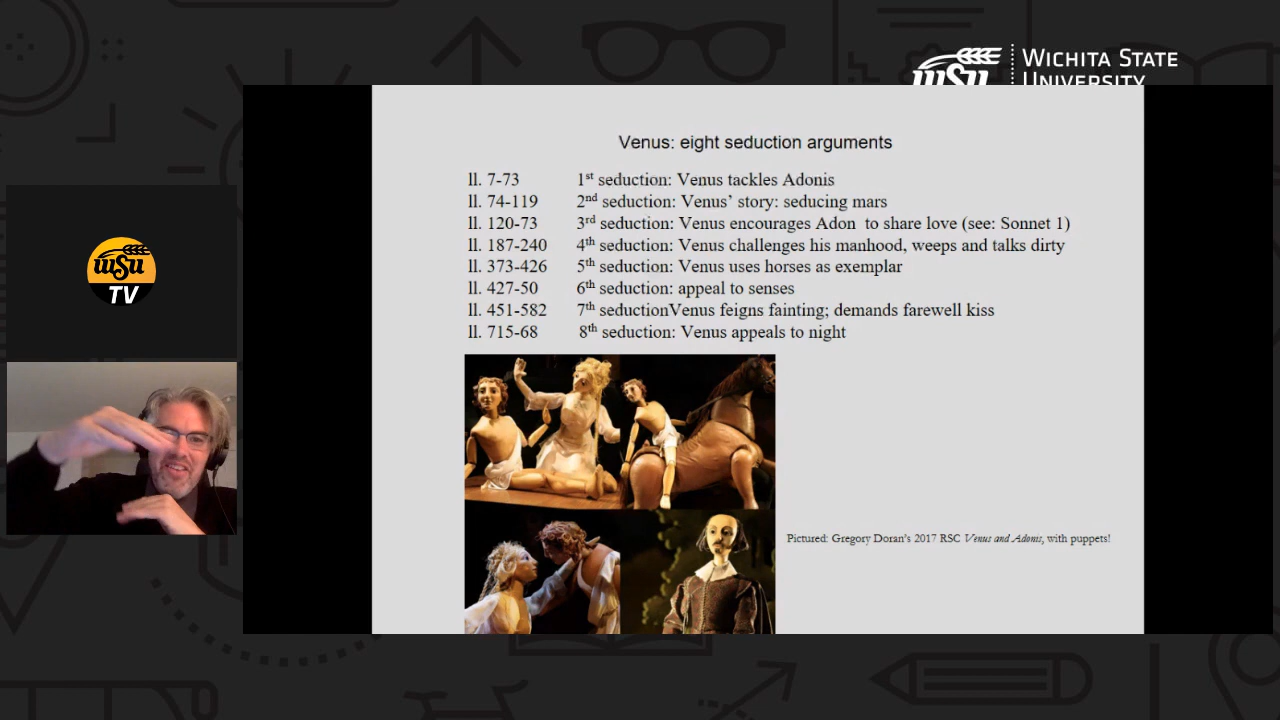 WICHITA STATE
UNIVERSITY
wsu
Venus: eight seduction arguments
ll. 7-73 1st seduction: Venus tackles Adonis
ll. 74-119 2nd seduction: Venus’ story: seducing mars
ll. 120-73 3rd seduction: Venus encourages Adon to share love (see: Sonnet 1)
ll. 187-240 4th seduction: Venus challenges his manhood, weeps and talks dirty
ll. 373-426 5th seduction: Venus uses horses as exemplar
ll. 427-50 6th seduction: appeal to senses
ll. 451-582 7th seductionVenus feigns fainting; demands farewell kiss
ll. 715-68 8th seduction: Venus appeals to night
wsu
TV
Pictured: Gregory Doran’s 2017 RSC Venus and Adonis, with puppets!